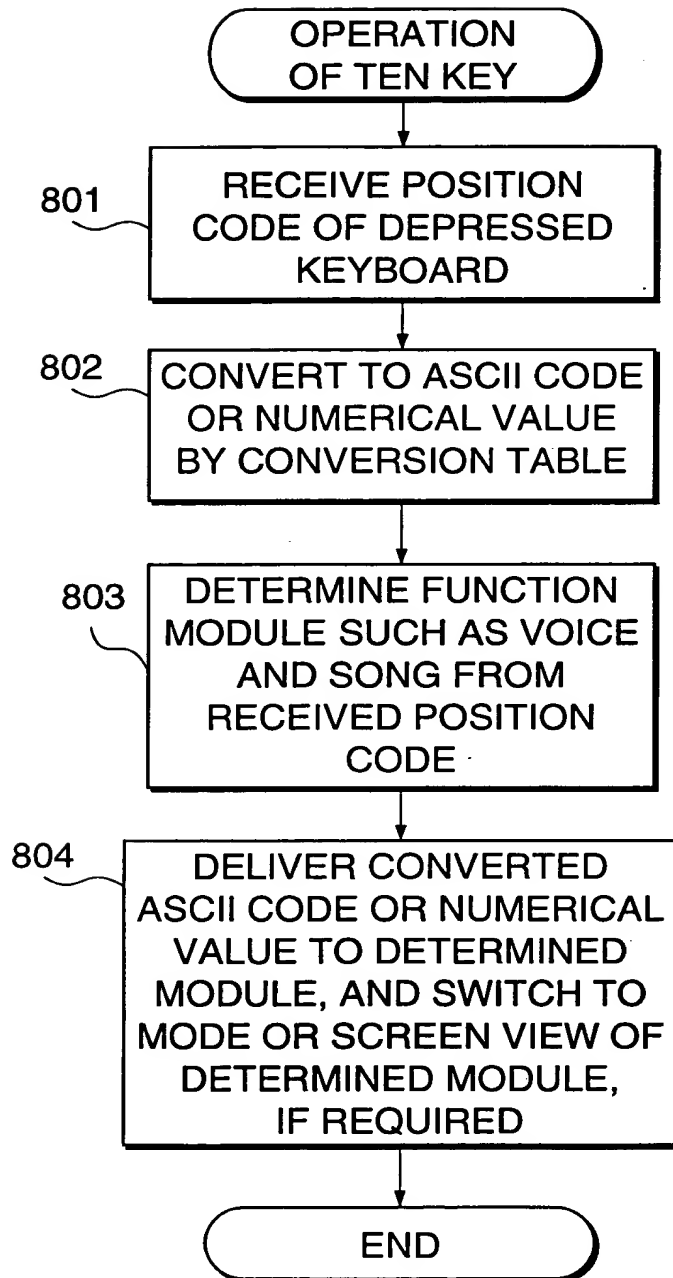 OPERATION
OF TEN KEY
801
RECEIVE POSITION
CODE OF DEPRESSED
KEYBOARD
802
CONVERT TO ASCII CODE
OR NUMERICAL VALUE
BY CONVERSION TABLE
803
DETERMINE FUNCTION
MODULE SUCH AS VOICE
AND SONG FROM
RECEIVED POSITION
CODE
804
DELIVER CONVERTED
ASCII CODE OR NUMERICAL
VALUE TO DETERMINED
MODULE, AND SWITCH TO
MODE OR SCREEN VIEW OF
DETERMINED MODULE,
IF REQUIRED
END